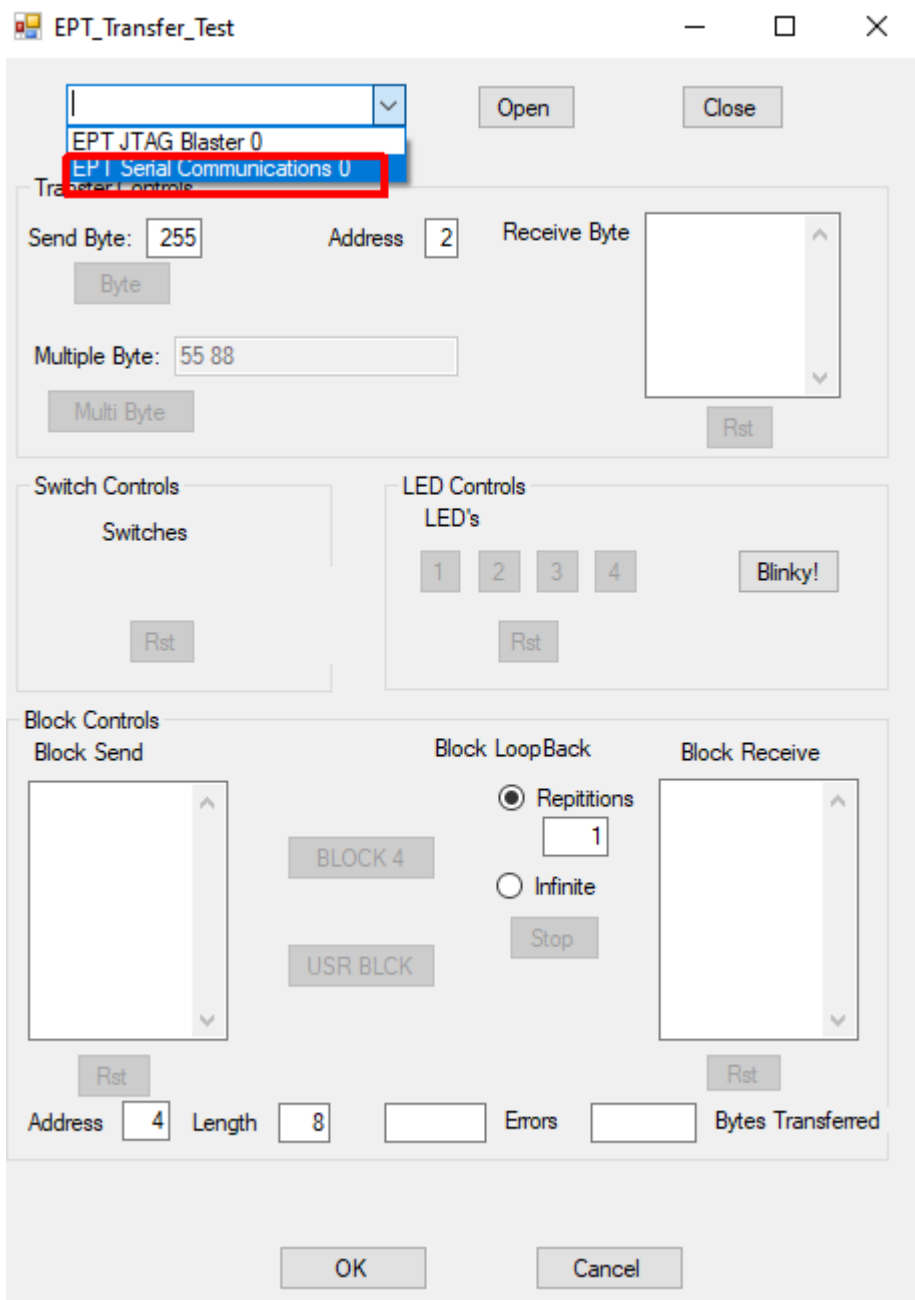 EPT_Transfer_Test
Open Close
EPT JTAG Blaster 0
EPT Serial Communications 0
Transfer Controls
Send Byte: 255 Address 2 Receive Byte
Byte
Multiple Byte: 55 88
Multi Byte
Rst
Switch Controls LED Controls
Switches LED's
1 2 3 4 Blinky!
Rst Rst
Block Controls
Block Send Block LoopBack Block Receive
Repititions
1
BLOCK 4
Infinite
Stop
USR BLCK
Rst Rst
Address 4 Length 8 Errors Bytes Transferred
OK Cancel